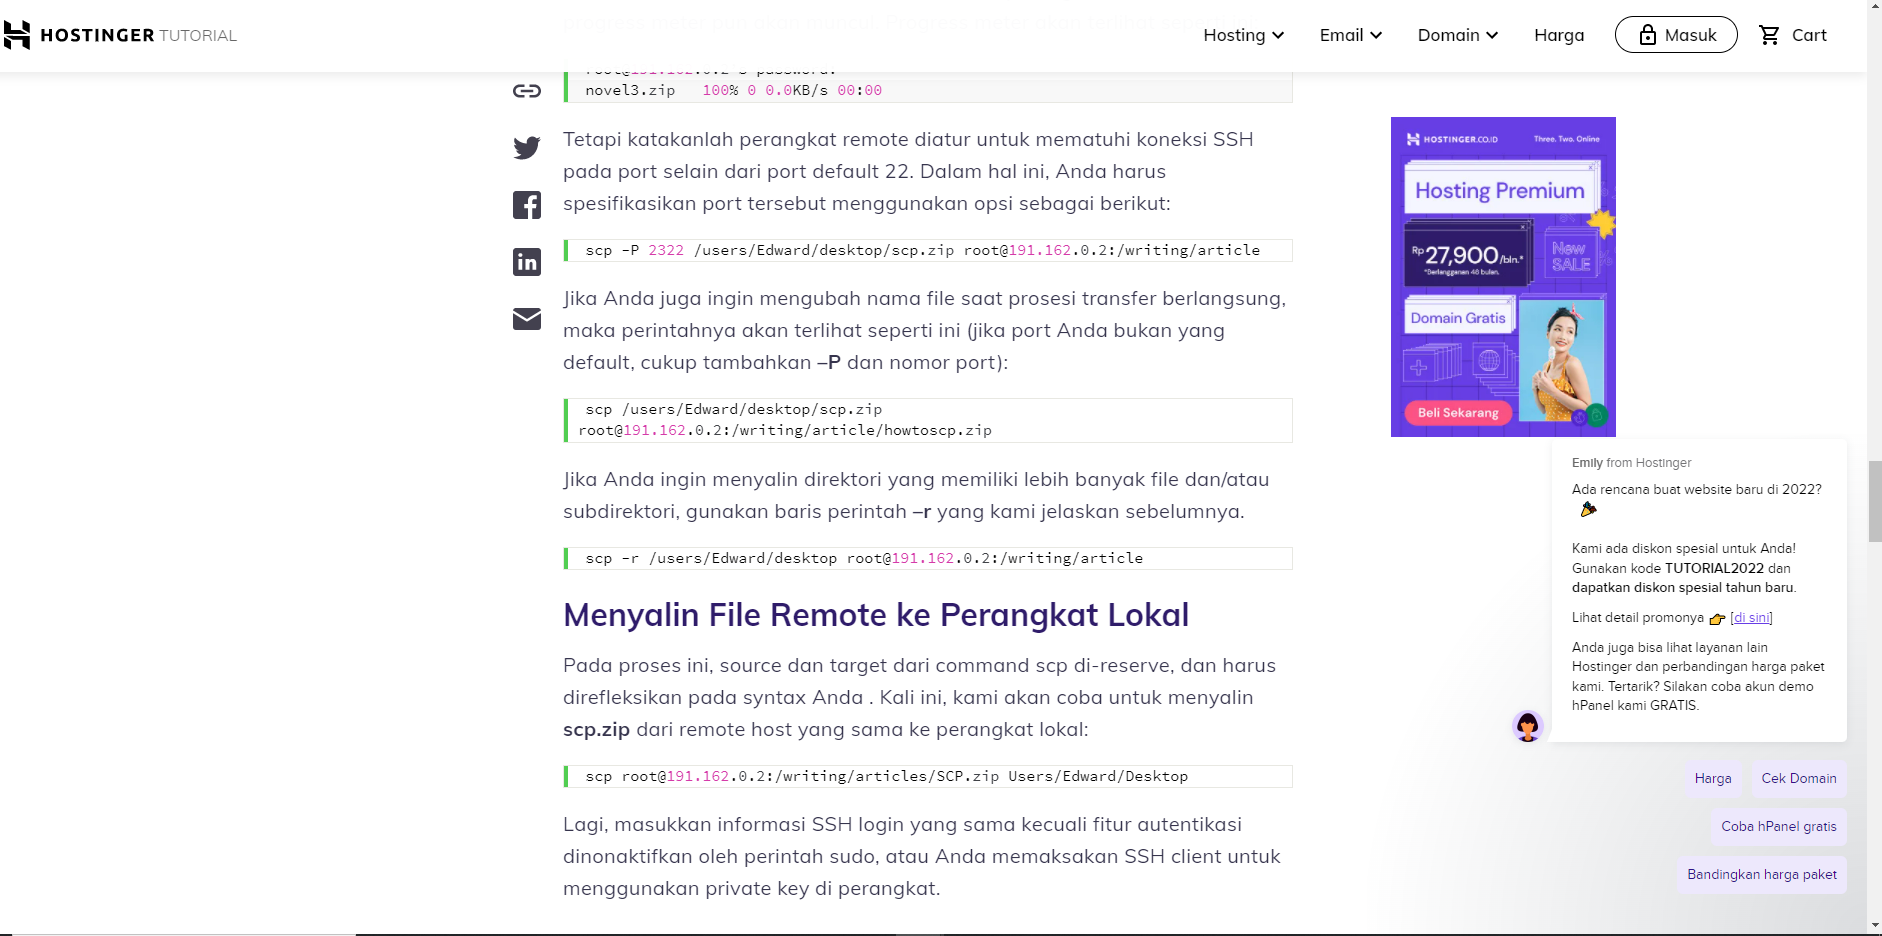 HOSTINGER TUTORIAL
Hosting
Email
Domain
Harga
Masuk
Cart
novel3.zip 100% 0 0.0KB/s 00:00
Tetapi katakanlah perangkat remote diatur untuk mematuhi koneksi SSH
pada port selain dari port default 22. Dalam hal ini, Anda harus
spesifikasikan port tersebut menggunakan opsi sebagai berikut:
scp –P 2322 /users/Edward/desktop/scp.zip root@191.162.0.2:/writing/article
Jika Anda juga ingin mengubah nama file saat prosesi transfer berlangsung,
maka perintahnya akan terlihat seperti ini (jika port Anda bukan yang
default, cukup tambahkan –P dan nomor port):
scp /users/Edward/desktop/scp.zip
root@191.162.0.2:/writing/article/howtoscp.zip
Jika Anda ingin menyalin direktori yang memiliki lebih banyak file dan/atau
subdirektori, gunakan baris perintah –r yang kami jelaskan sebelumnya.
scp –r /users/Edward/desktop root@191.162.0.2:/writing/article
Menyalin File Remote ke Perangkat Lokal
Pada proses ini, source dan target dari command scp di-reserve, dan harus
direfleksikan pada syntax Anda . Kali ini, kami akan coba untuk menyalin
scp.zip dari remote host yang sama ke perangkat lokal:
scp root@191.162.0.2:/writing/articles/SCP.zip Users/Edward/Desktop
Lagi, masukkan informasi SSH login yang sama kecuali fitur autentikasi
dinonaktifkan oleh perintah sudo, atau Anda memaksakan SSH client untuk
menggunakan private key di perangkat.
HOSTINGER.CO.ID
Three. Two. Online
Hosting Premium
Rp 27,900 /bln.*
*Berlangganan 48 bulan.
New
SALE
Domain Gratis
Beli Sekarang
Emily from Hostinger
Ada rencana buat website baru di 2022?
Kami ada diskon spesial untuk Anda!
Gunakan kode TUTORIAL2022 dan
dapatkan diskon spesial tahun baru.
Lihat detail promonya 👉 [di sini]
Anda juga bisa lihat layanan lain
Hostinger dan perbandingan harga paket
kami. Tertarik? Silakan coba akun demo
hPanel kami GRATIS.
Harga
Cek Domain
Coba hPanel gratis
Bandingkan harga paket